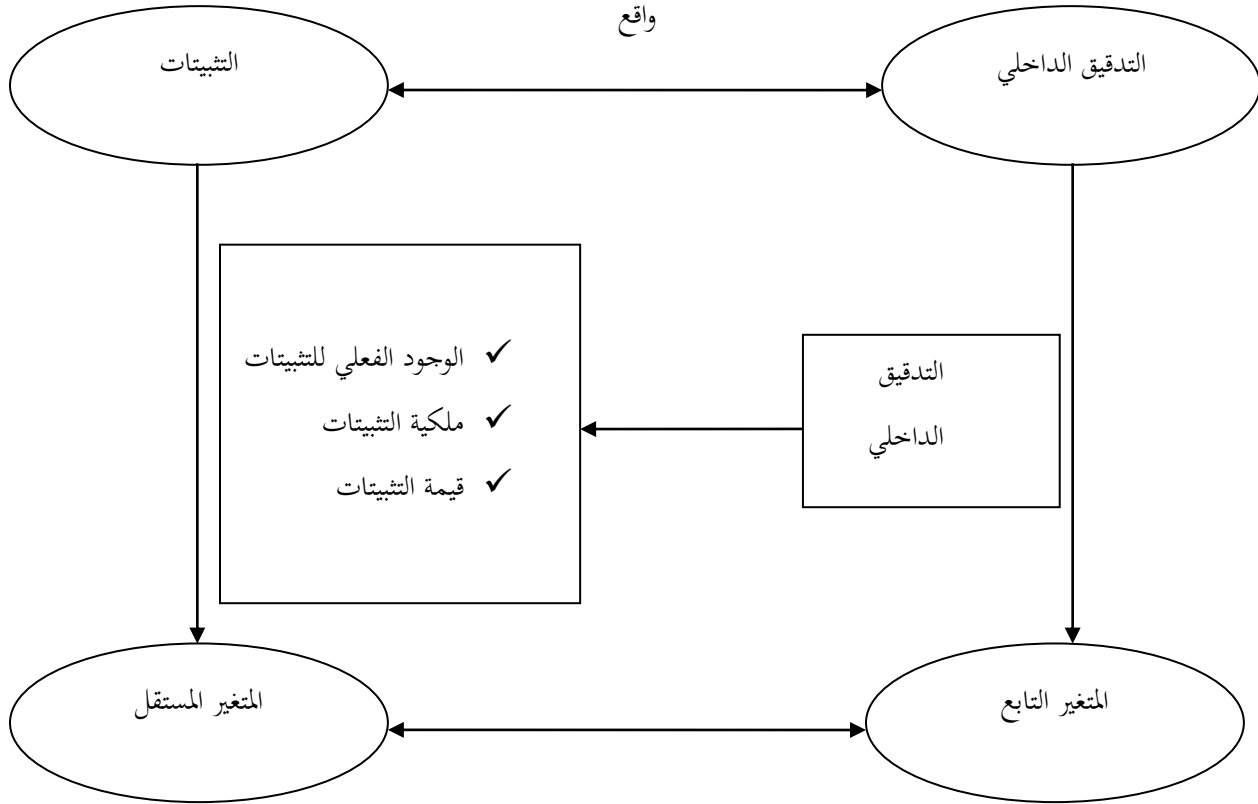 واقع
التدقيق الداخلي
التثبيتات
التدقيق
الداخلي
✓ الوجود الفعلي للتثبيتات
✓ ملكية التثبيتات
✓ قيمة التثبيتات
المتغير التابع
المتغير المستقل